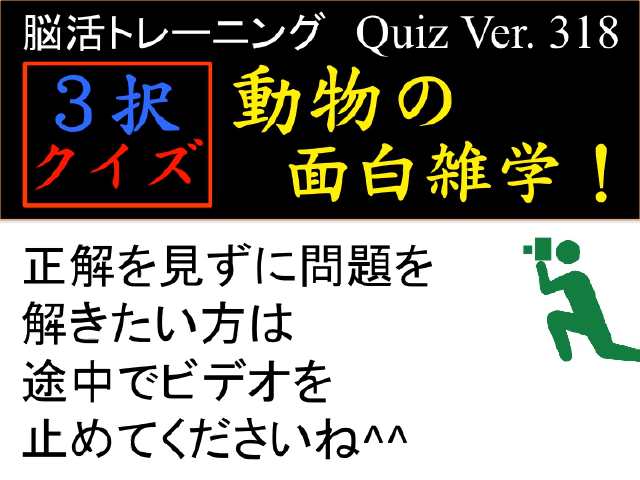 脳活トレーニング Quiz Ver. 318
3択
クイズ
動物の
面白雑学！
正解を見ずに問題を
解きたい方は
途中でビデオを
止めてくださいね^^